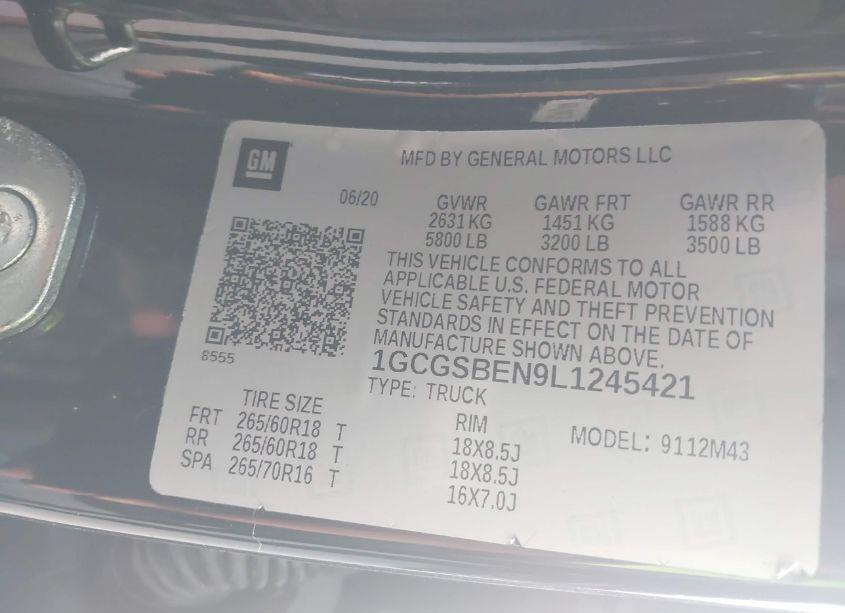 GM
MFD BY GENERAL MOTORS LLC
06/20
GVWR GAWR FRT GAWR RR
2631 KG 1451 KG 1588 KG
5800 LB 3200 LB 3500 LB
THIS VEHICLE CONFORMS TO ALL
APPLICABLE U.S. FEDERAL MOTOR
VEHICLE SAFETY AND THEFT PREVENTION
STANDARDS IN EFFECT ON THE DATE OF
MANUFACTURE SHOWN ABOVE.
8555
1GCGSBEN9L1245421
TYPE: TRUCK
TIRE SIZE RIM MODEL: 9112M43
FRT 265/60R18 T 18X8.5J
RR 265/60R18 T 18X8.5J
SPA 265/70R16 T 16X7.0J